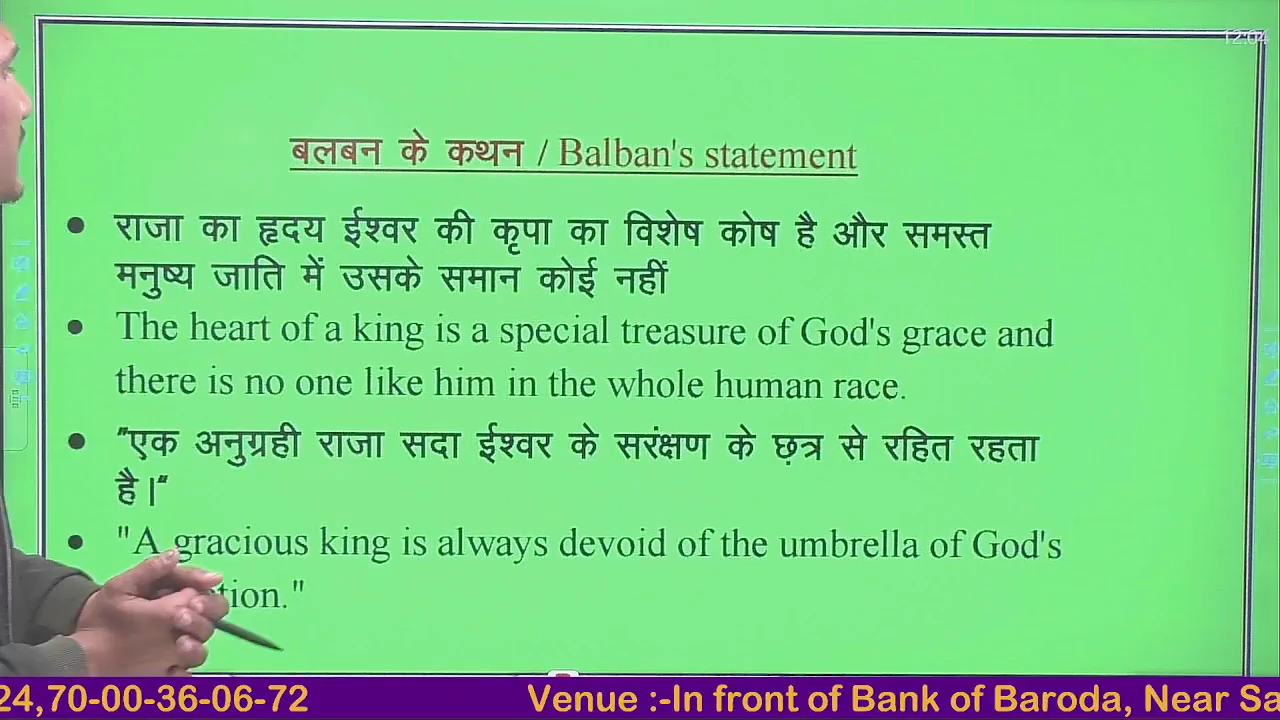 12:04
बलबन के कथन / Balban's statement
राजा का हृदय ईश्वर की कृपा का विशेष कोष है और समस्त
मनुष्य जाति में उसके समान कोई नहीं
The heart of a king is a special treasure of God's grace and
there is no one like him in the whole human race.
"एक अनुग्रही राजा सदा ईश्वर के सरंक्षण के छ़त्र से रहित रहता
है।"
"A gracious king is always devoid of the umbrella of God's
tion."
24,70-00-36-06-72 Venue :-In front of Bank of Baroda, Near Sa